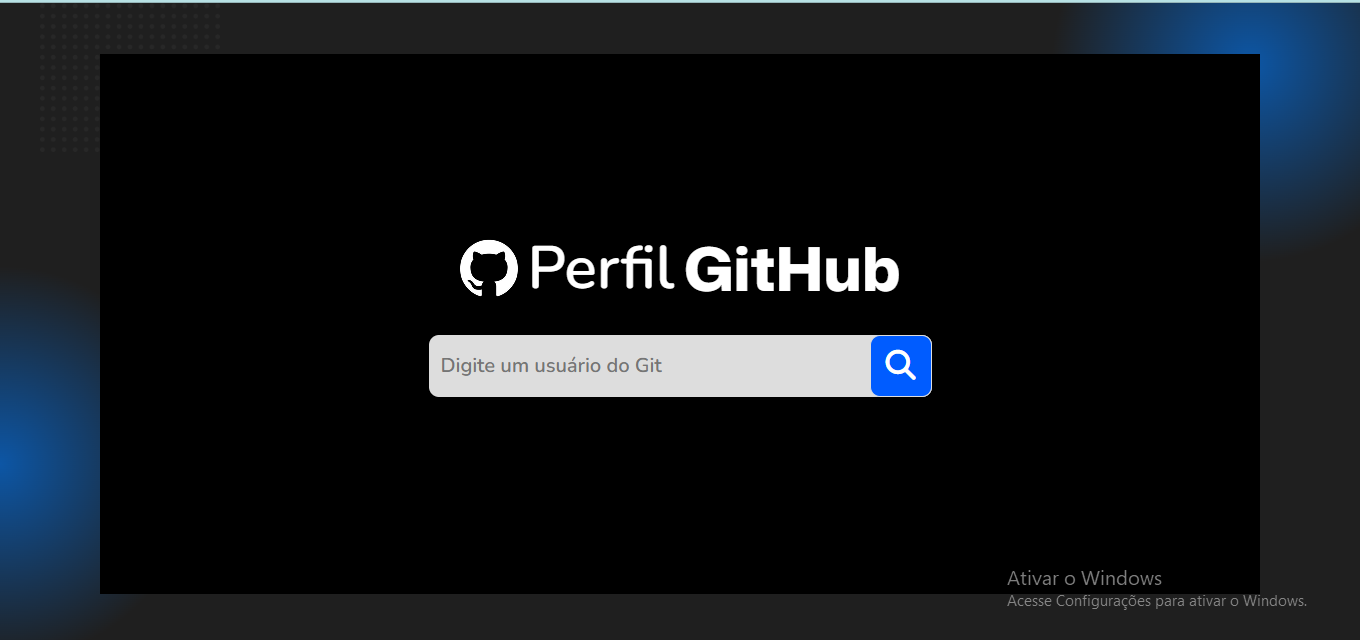 Perfil GitHub
Digite um usuário do Git
Ativar o Windows
Acesse Configurações para ativar o Windows.